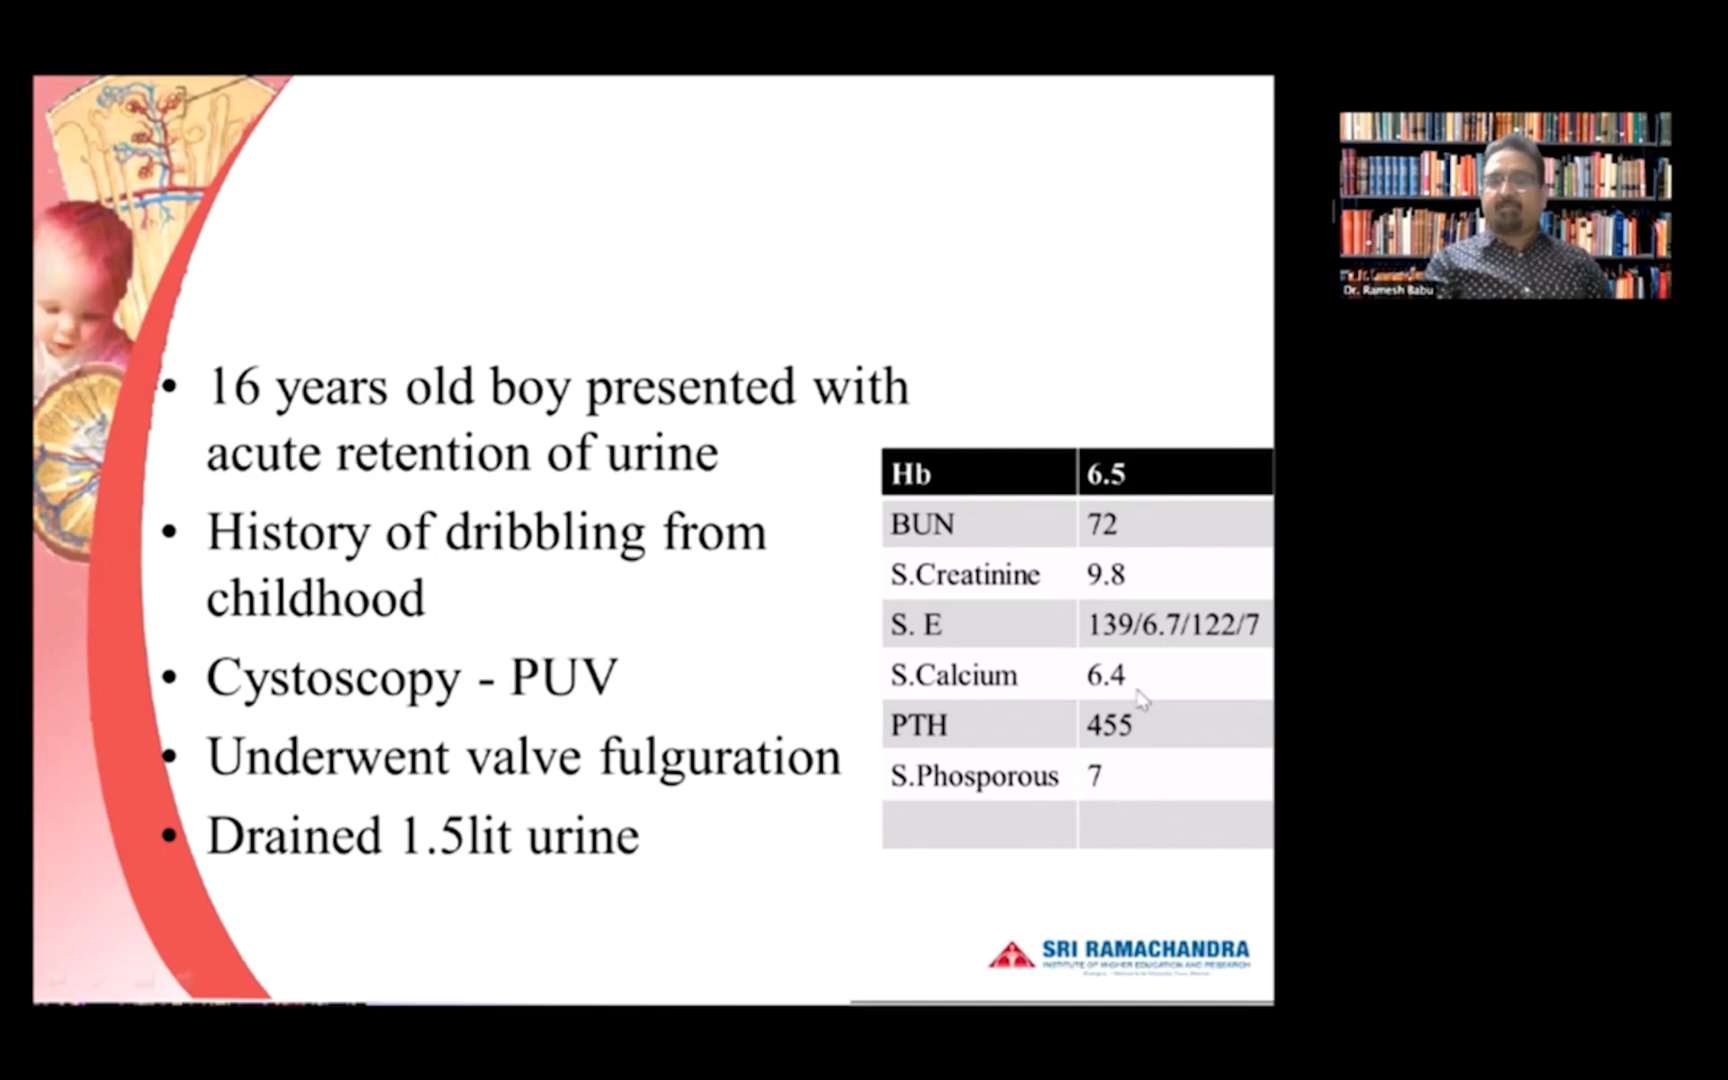 • 16 years old boy presented with
acute retention of urine
• History of dribbling from
childhood
• Cystoscopy - PUV
• Underwent valve fulguration
• Drained 1.5lit urine
Hb 6.5
BUN 72
S.Creatinine 9.8
S. E 139/6.7/122/7
S.Calcium 6.4
PTH 455
S.Phosporous 7
SRI RAMACHANDRA
INSTITUTE OF HIGHER EDUCATION AND RESEARCH
Dr. Ramesh Babu